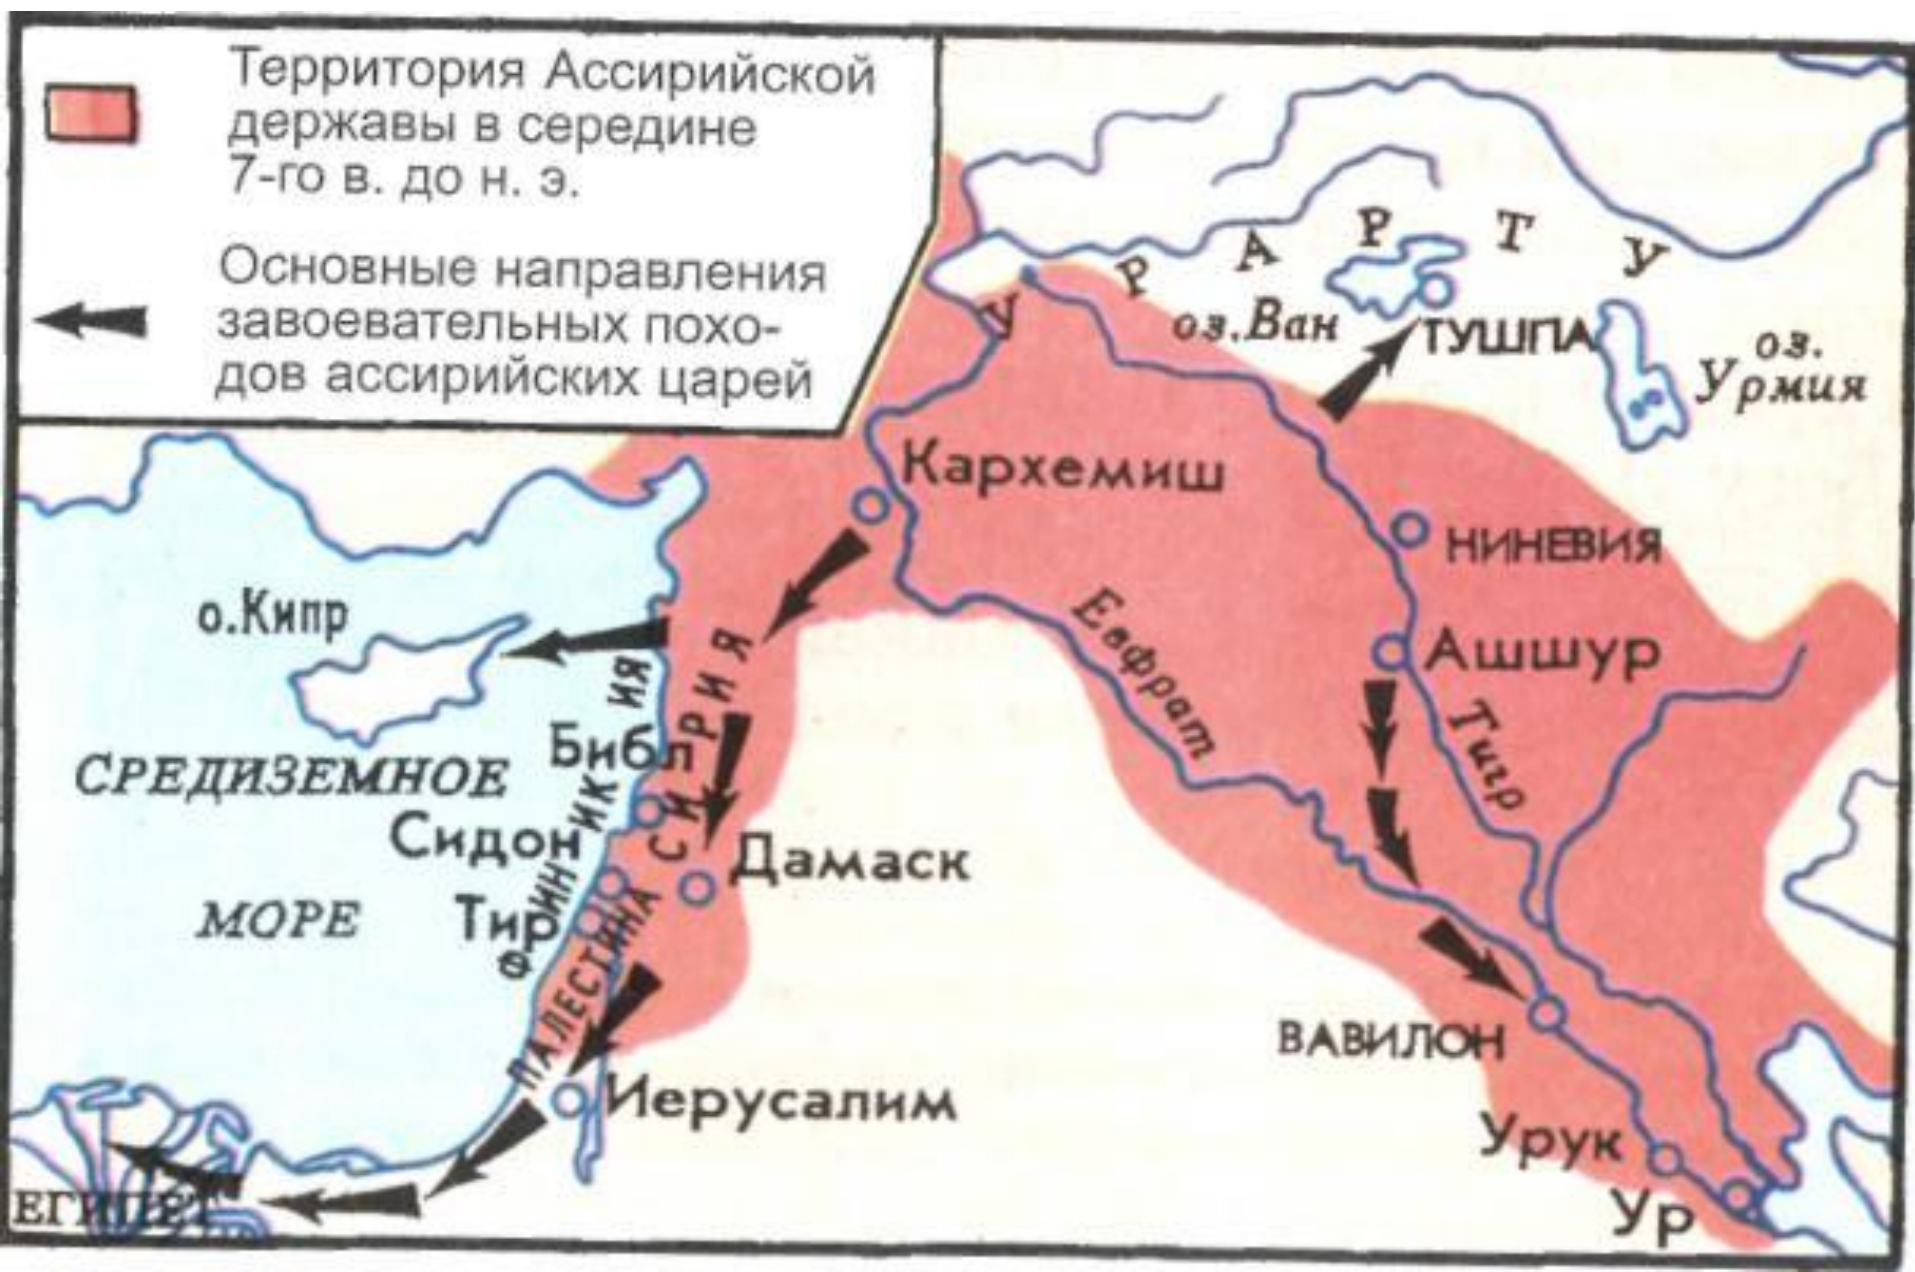 Территория Ассирийской
державы в середине
7-го в. до н. э.
Основные направления
завоевательных похо-
дов ассирийских царей
УРАРТУ
оз.Ван
ТУШПА
оз.
Урмия
Кархемиш
НИНЕВИЯ
о.Кипр
Евфрат
Ашшур
Тигр
СИРИЯ
ФИНИКИЯ
Библ
СРЕДИЗЕМНОЕ
МОРЕ
Сидон
Дамаск
Тир
ПАЛЕСТИНА
ВАВИЛОН
Иерусалим
Урук
Ур
ЕГИПЕТ